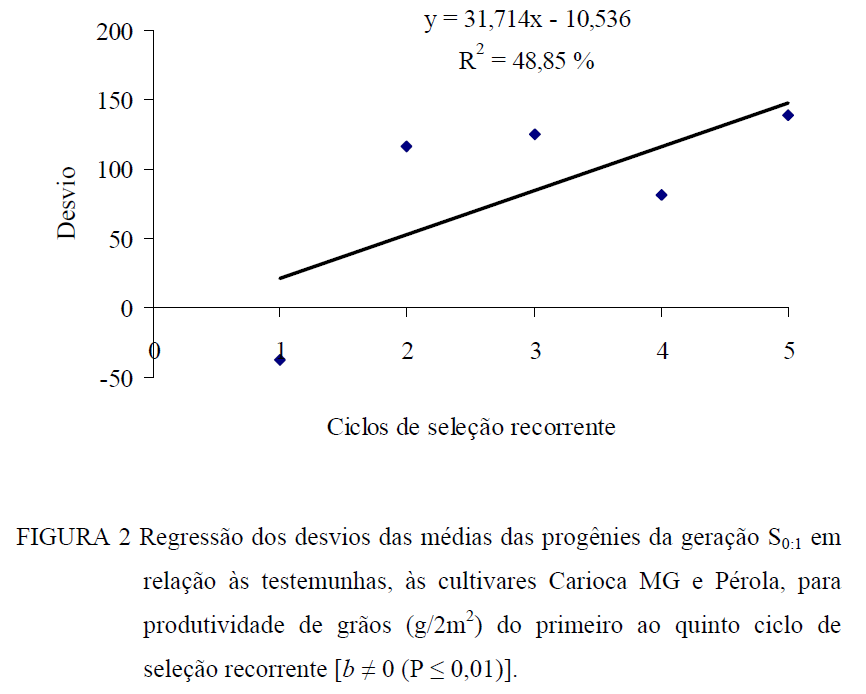 y = 31,714x - 10,536
R² = 48,85 %
200
150
100
50
0
-50
Desvio
0 1 2 3 4 5
Ciclos de seleção recorrente
FIGURA 2 Regressão dos desvios das médias das progênies da geração S₀:₁ em
relação às testemunhas, às cultivares Carioca MG e Pérola, para
produtividade de grãos (g/2m²) do primeiro ao quinto ciclo de
seleção recorrente [b ≠ 0 (P ≤ 0,01)].